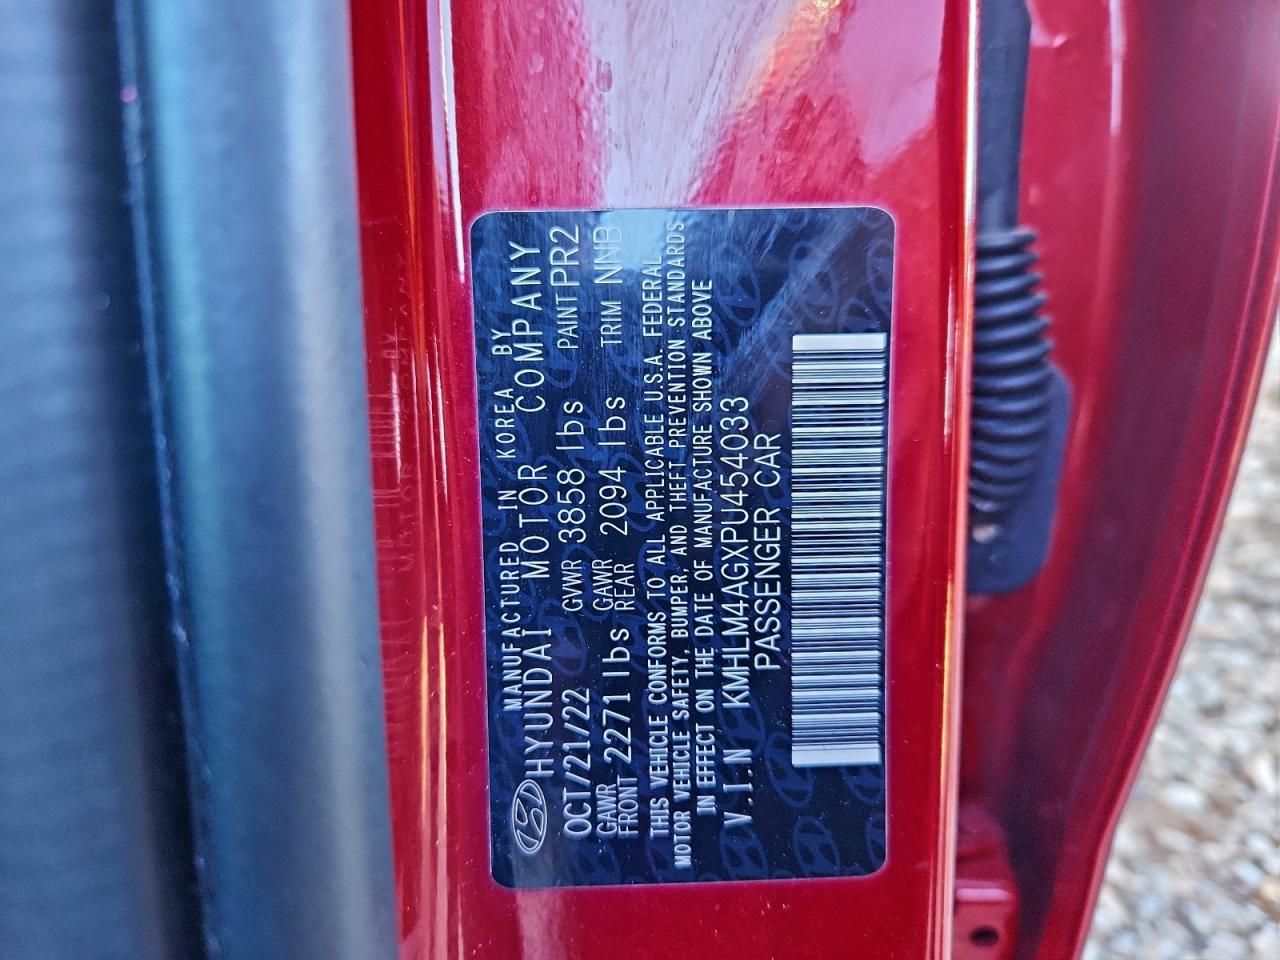 MANUFACTURED IN KOREA BY
HYUNDAI MOTOR COMPANY
OCT/21/22 GVWR 3858 lbs PAINT PR2
GAWR FRONT 2271 lbs GAWR REAR 2094 lbs TRIM NNB
THIS VEHICLE CONFORMS TO ALL APPLICABLE U.S.A. FEDERAL
MOTOR VEHICLE SAFETY, BUMPER, AND THEFT PREVENTION STANDARDS
IN EFFECT ON THE DATE OF MANUFACTURE SHOWN ABOVE
V.I.N KMHLM4AGXPU454033
PASSENGER CAR